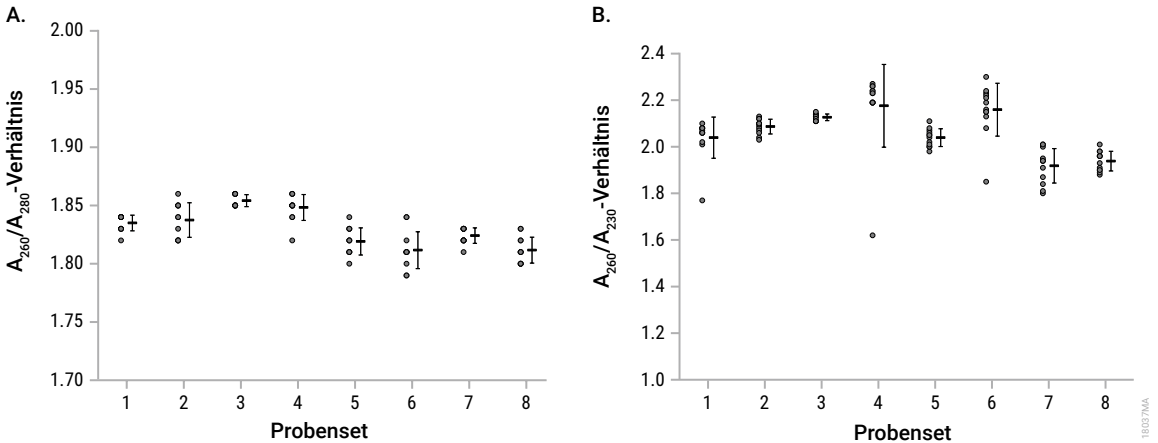 A.
2.00
1.95
1.90
1.85
1.80
1.75
1.70
A260/A280-Verhältnis
1 2 3 4 5 6 7 8
Probenset
B.
2.4
2.2
2.0
1.8
1.6
1.4
1.2
1.0
A260/A230-Verhältnis
1 2 3 4 5 6 7 8
Probenset
18037MA